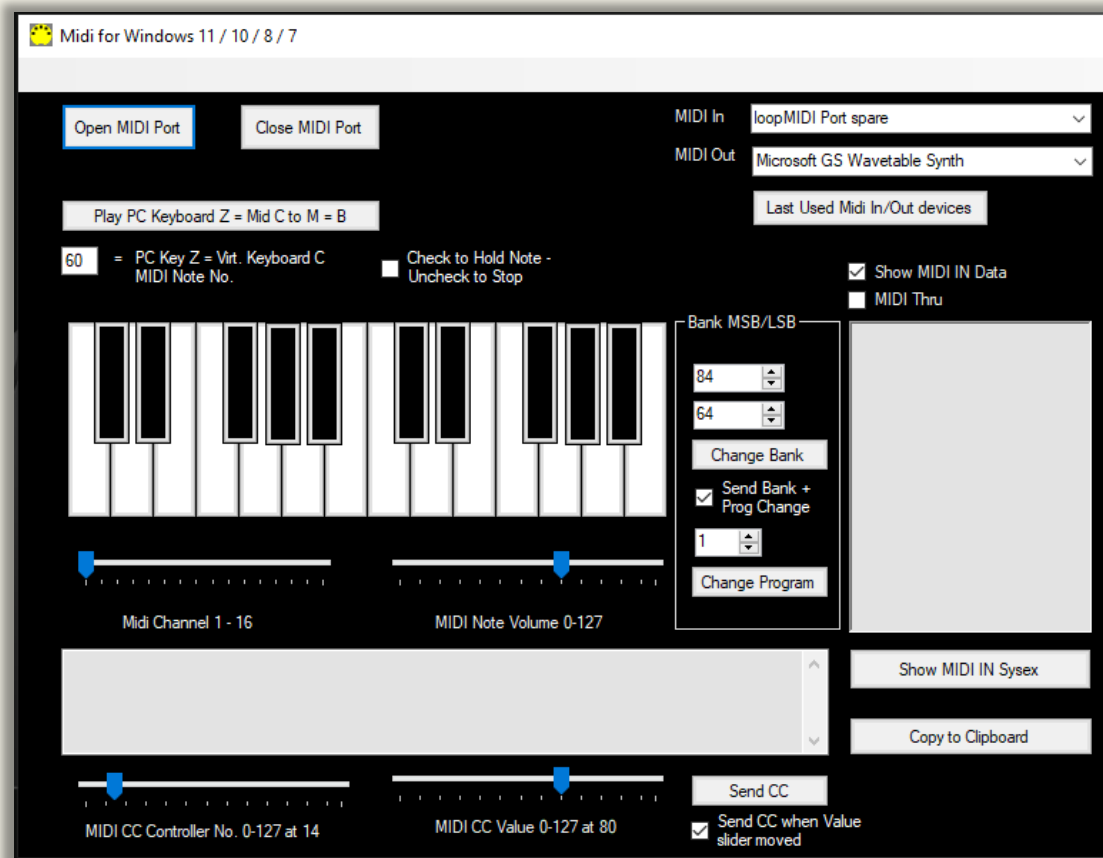 Midi for Windows 11 / 10 / 8 / 7
Open MIDI Port
Close MIDI Port
MIDI In
loopMIDI Port spare
MIDI Out
Microsoft GS Wavetable Synth
Last Used Midi In/Out devices
Play PC Keyboard Z = Mid C to M = B
60
= PC Key Z = Virt. Keyboard C
MIDI Note No.
Check to Hold Note -
Uncheck to Stop
Show MIDI IN Data
MIDI Thru
Bank MSB/LSB
84
64
Change Bank
Send Bank +
Prog Change
1
Change Program
Midi Channel 1 - 16
MIDI Note Volume 0-127
Show MIDI IN Sysex
Copy to Clipboard
MIDI CC Controller No. 0-127 at 14
MIDI CC Value 0-127 at 80
Send CC
Send CC when Value
slider moved